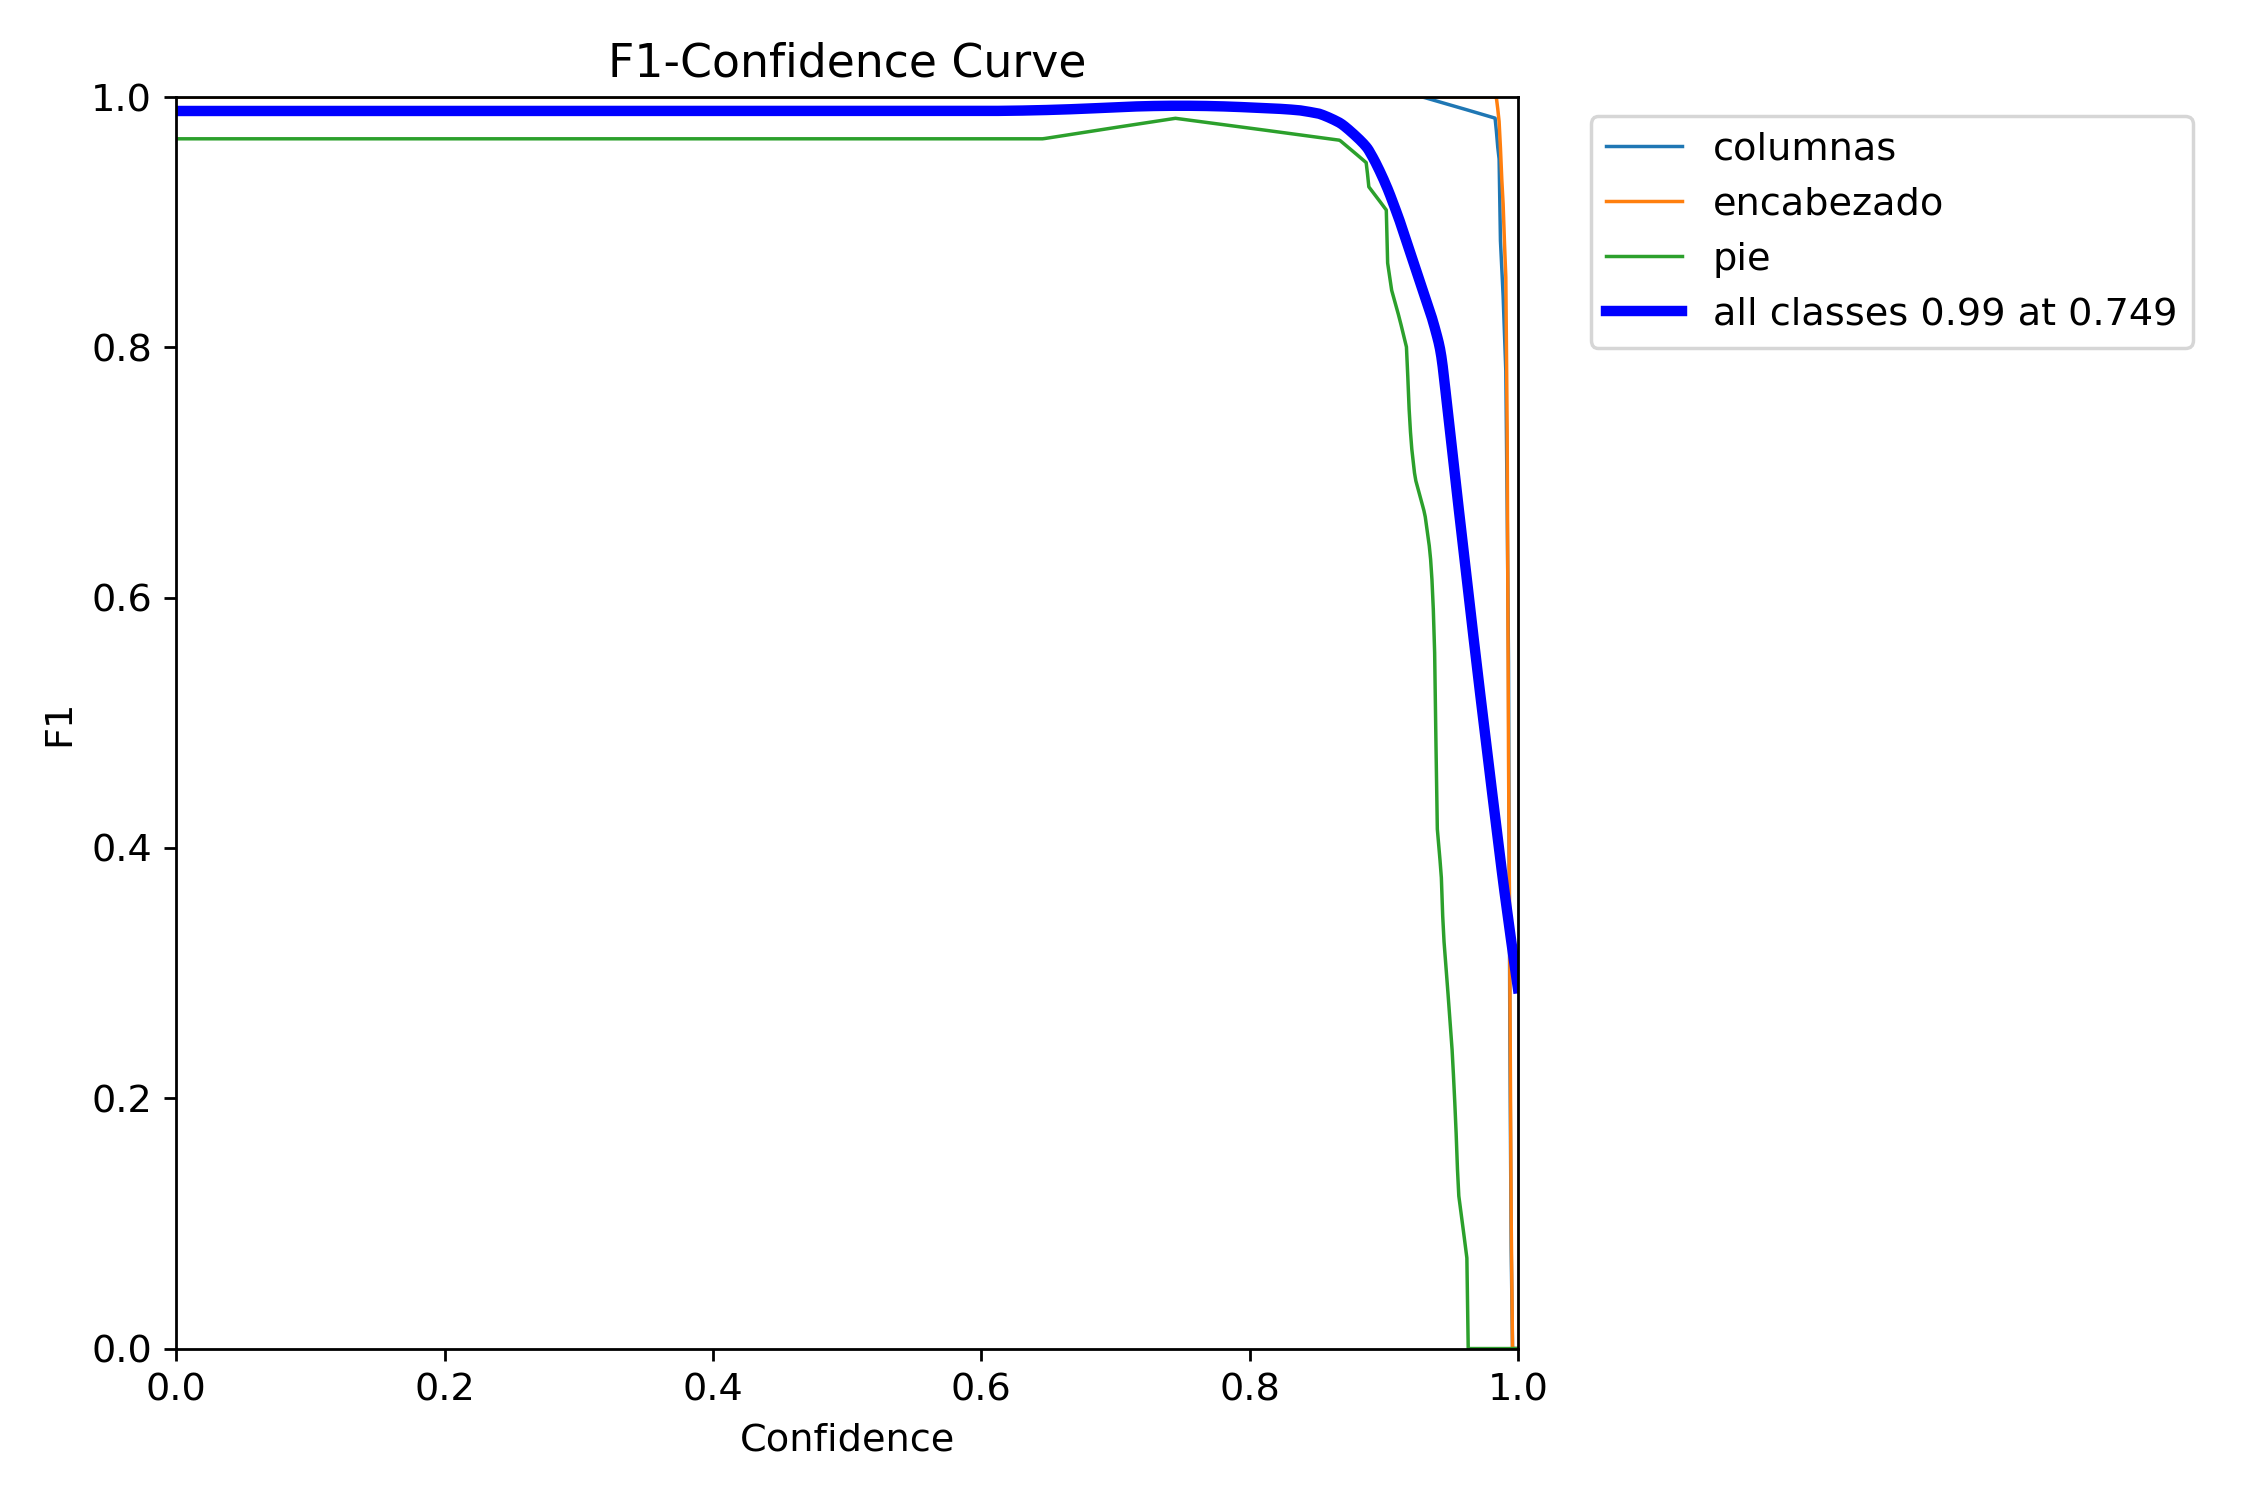 F1-Confidence Curve
1.0
0.8
0.6
0.4
0.2
0.0
F1
0.0 0.2 0.4 0.6 0.8 1.0
Confidence
columnas
encabezado
pie
all classes 0.99 at 0.749